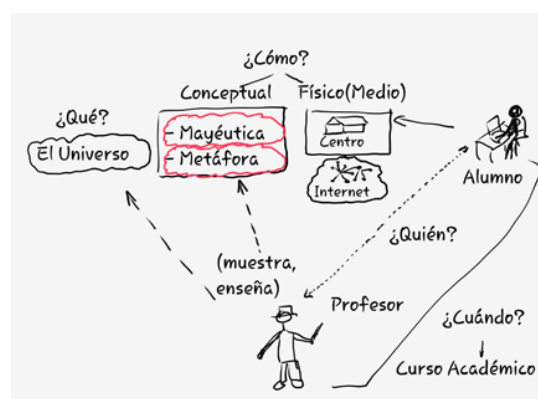 ¿Cómo?
Conceptual
Físico(Medio)
¿Qué?
El Universo
- Mayéutica
- Metáfora
Centro
Internet
Alumno
¿Quién?
(muestra,
enseña)
Profesor
¿Cuándo?
Curso Académico